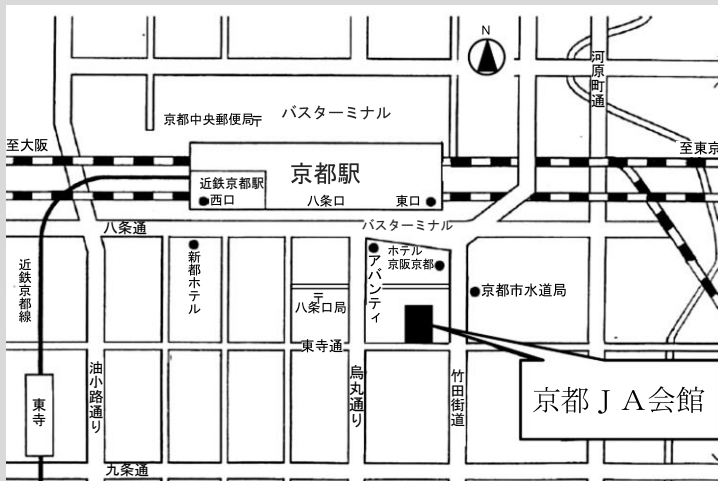 N
河原町通
京都中央郵便局〒
バスターミナル
至大阪
至東京
京都駅
近鉄京都駅
西口
八条口
東口
バスターミナル
八条通
新都ホテル
アバンティ
ホテル
京阪京都
近鉄京都線
京都市水道局
〒
八条口局
東寺通
油小路通り
烏丸通り
竹田街道
東寺
京都ＪＡ会館
九条通